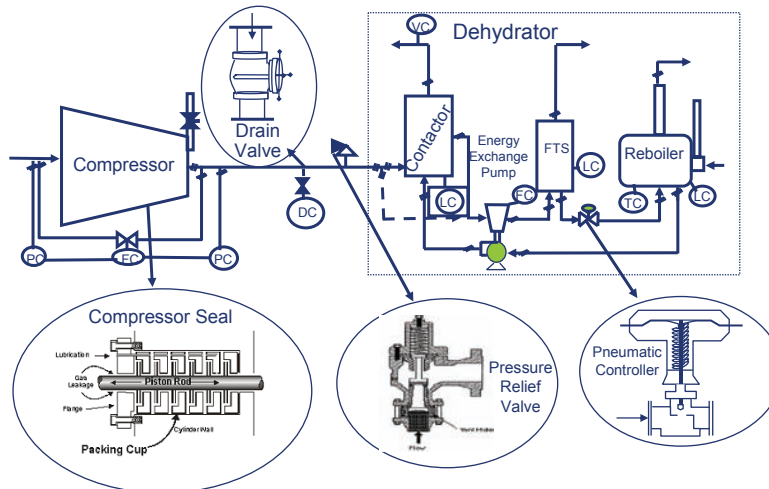 VC
Dehydrator
Drain
Valve
Compressor
Contactor
Energy
Exchange
Pump
FTS
Reboiler
LC
LC
FC
TC
LC
DC
PC
FC
PC
Compressor Seal
Lubrication
Gas
Leakage
Piston Rod
Flange
Cylinder Wall
Packing Cup
Pressure
Relief
Valve
Flow
Pneumatic
Controller